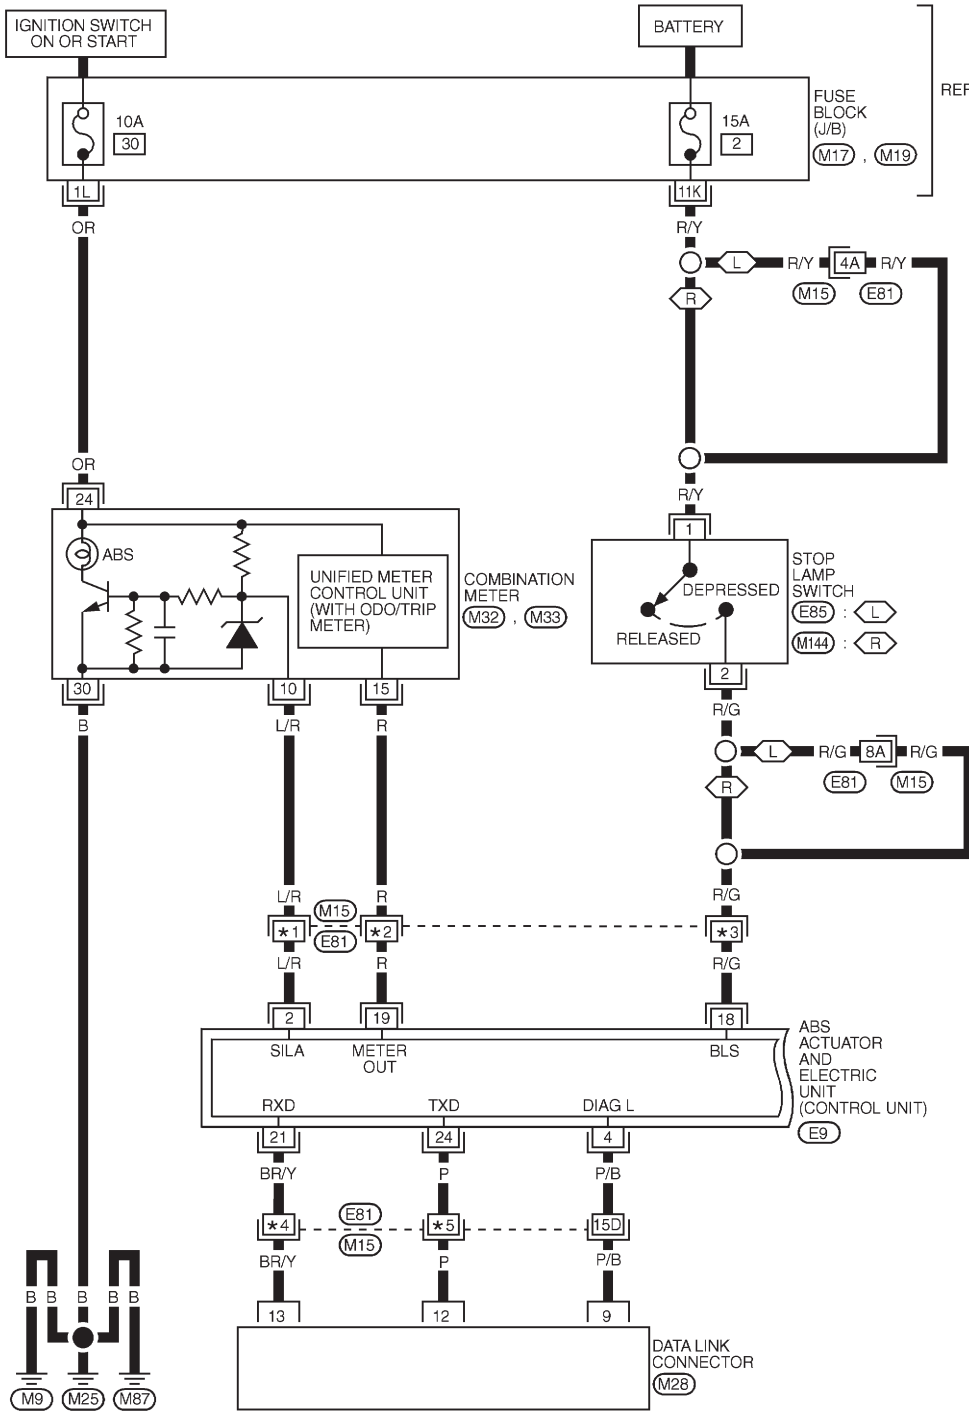 IGNITION SWITCH
ON OR START
BATTERY
REF
10A
30
15A
2
FUSE
BLOCK
(J/B)
M17 , M19
1L
11K
OR
R/Y
L R/Y 4A R/Y
M15 E81
R
OR
R/Y
24
1
ABS
UNIFIED METER
CONTROL UNIT
(WITH ODO/TRIP
METER)
COMBINATION
METER
M32 , M33
DEPRESSED
RELEASED
STOP
LAMP
SWITCH
E85 : L
M144 : R
30
10
15
2
B
L/R
R
R/G
L R/G 8A R/G
E81 M15
R
L/R
R
R/G
M15
*1
*2
*3
E81
L/R
R
R/G
2
19
18
SILA
METER
OUT
BLS
ABS
ACTUATOR
AND
ELECTRIC
UNIT
(CONTROL UNIT)
E9
RXD
TXD
DIAG L
21
24
4
BR/Y
P
P/B
E81
*4
*5
15D
M15
BR/Y
P
P/B
B B B B B
13
12
9
DATA LINK
CONNECTOR
M28
M9 M25 M87